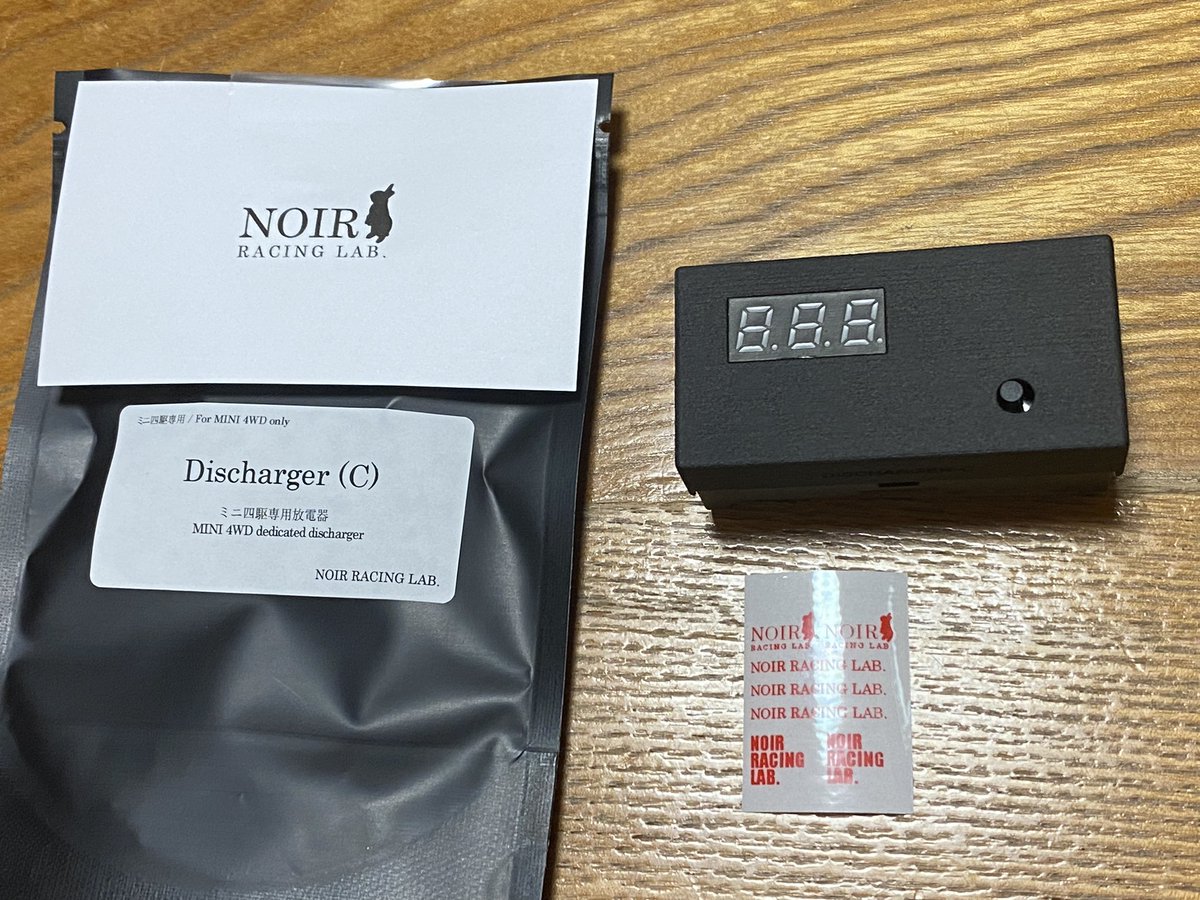 NOIR
RACING LAB.
ミニ四駆専用 / For MINI 4WD only
Discharger (C)
ミニ四駆専用放電器
MINI 4WD dedicated discharger
NOIR RACING LAB.
8.8.8.
NOIR NOIR
RACING LAB. RACING LAB.
NOIR RACING LAB.
NOIR RACING LAB.
NOIR RACING LAB.
NOIR NOIR
RACING RACING
LAB. LAB.